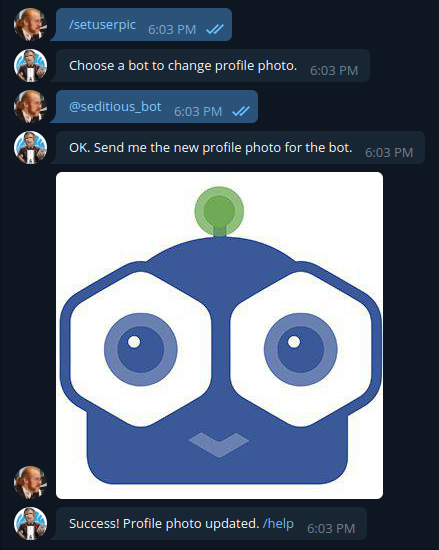 /setuserpic 6:03 PM
Choose a bot to change profile photo. 6:03 PM
@seditious_bot 6:03 PM
OK. Send me the new profile photo for the bot. 6:03 PM
Success! Profile photo updated. /help 6:03 PM